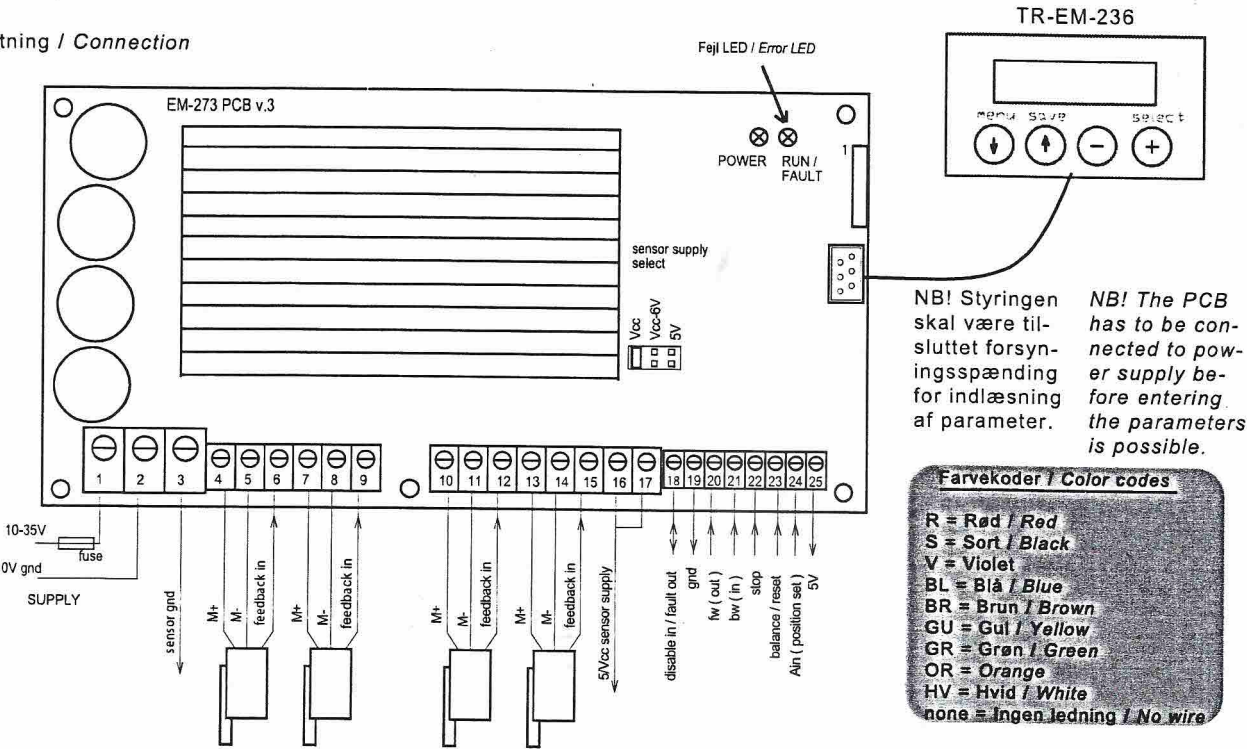 TR-EM-236
tning / Connection
Fejl LED / Error LED
EM-273 PCB v.3
POWER
RUN /
FAULT
1
menu save select
sensor supply
select
Vcc
Vcc-6V
5V
NB! Styringen
skal være til-
sluttet forsyn-
ingsspænding
for indlæsning
af parameter.
NB! The PCB
has to be con-
nected to pow-
er supply be-
fore entering
the parameters
is possible.
1 2 3 4 5 6 7 8 9
10 11 12 13 14 15 16 17
18 19 20 21 22 23 24 25
10-35V
fuse
0V gnd
SUPPLY
sensor gnd
M+
M-
feedback in
M+
M-
feedback in
M+
M-
feedback in
M+
M-
feedback in
5/Vcc sensor supply
disable in / fault out
gnd
fw ( out )
bw ( in )
stop
balance / reset
Ain ( position set )
5V
Farvekoder / Color codes
R = Rød / Red
S = Sort / Black
V = Violet
BL = Blå / Blue
BR = Brun / Brown
GU = Gul / Yellow
GR = Grøn / Green
OR = Orange
HV = Hvid / White
none = Ingen ledning / No wire